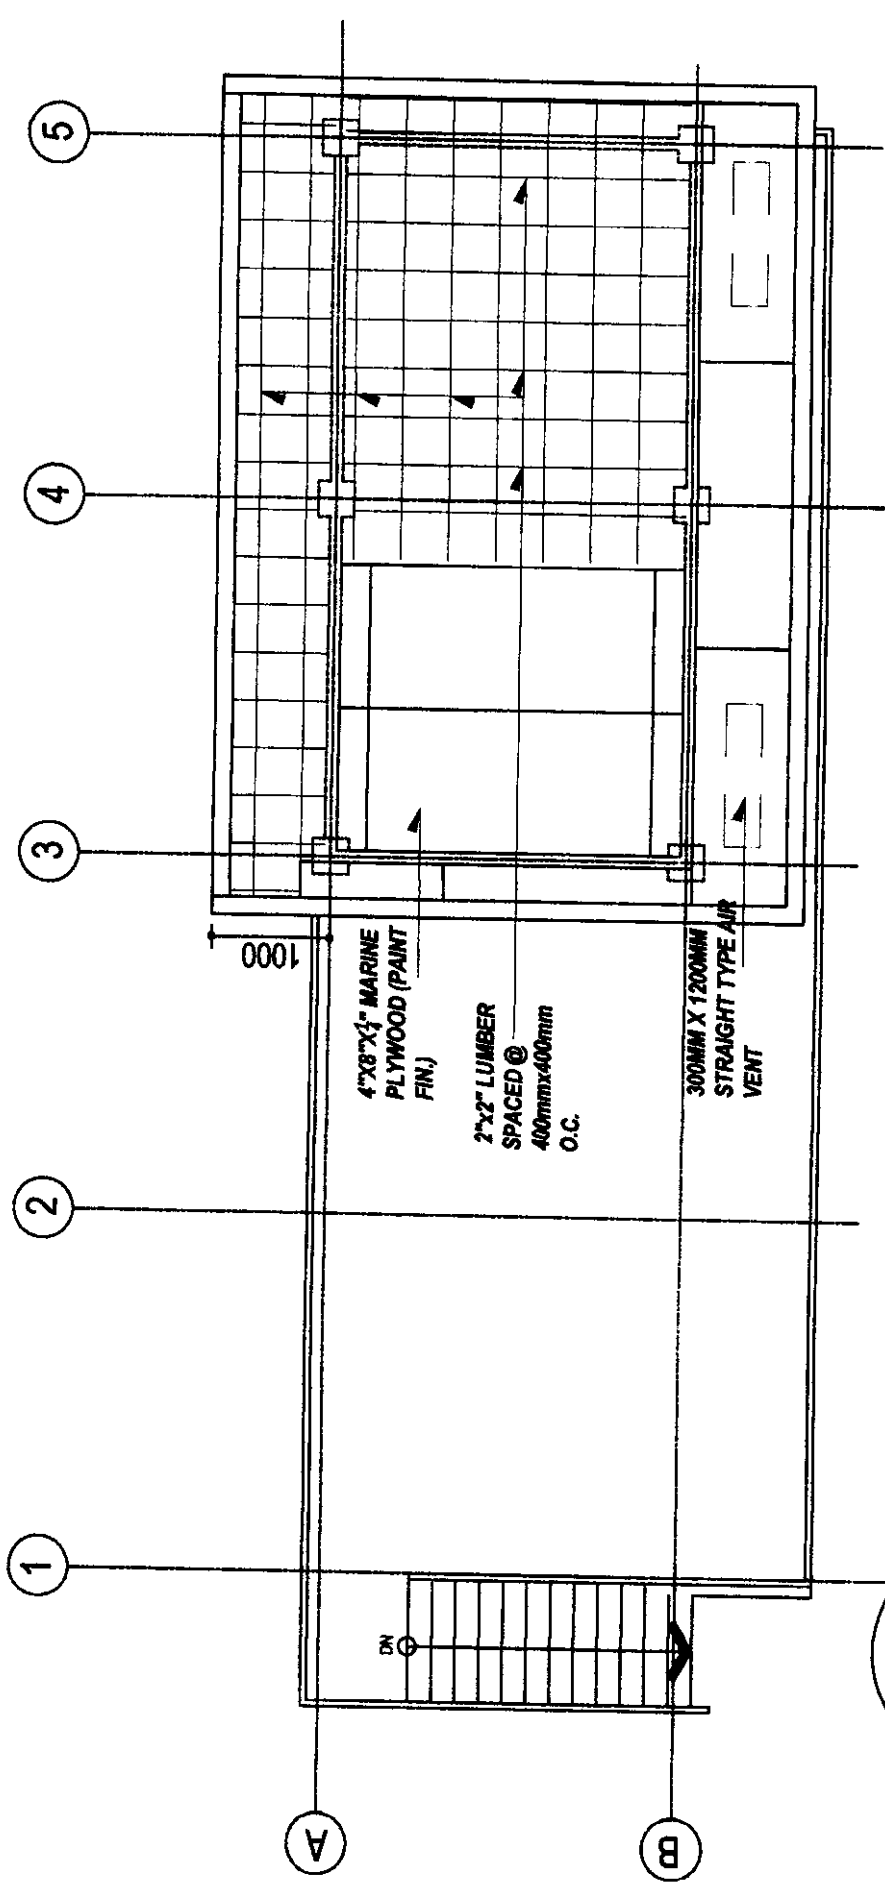 5
4
3
2
1
A
B
1000
4"X8"X¼" MARINE
PLYWOOD (PAINT
FIN.)
2"x2" LUMBER
SPACED @
400mmx400mm
O.C.
300MM X 1200MM
STRAIGHT TYPE AIR
VENT
DN